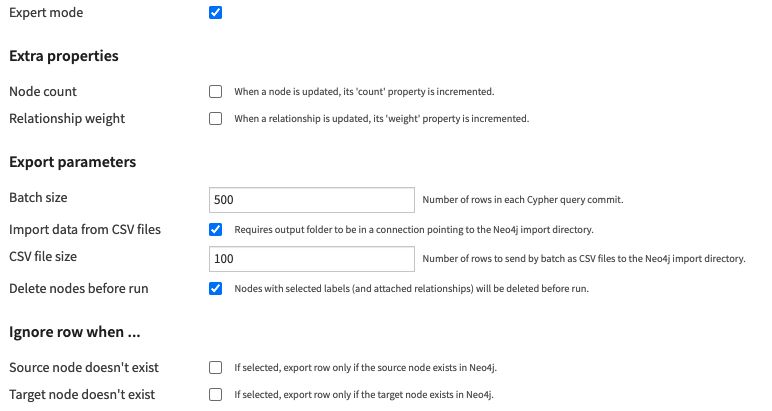 Expert mode
Extra properties
Node count When a node is updated, its 'count' property is incremented.
Relationship weight When a relationship is updated, its 'weight' property is incremented.
Export parameters
Batch size 500 Number of rows in each Cypher query commit.
Import data from CSV files Requires output folder to be in a connection pointing to the Neo4j import directory.
CSV file size 100 Number of rows to send by batch as CSV files to the Neo4j import directory.
Delete nodes before run Nodes with selected labels (and attached relationships) will be deleted before run.
Ignore row when ...
Source node doesn't exist If selected, export row only if the source node exists in Neo4j.
Target node doesn't exist If selected, export row only if the target node exists in Neo4j.